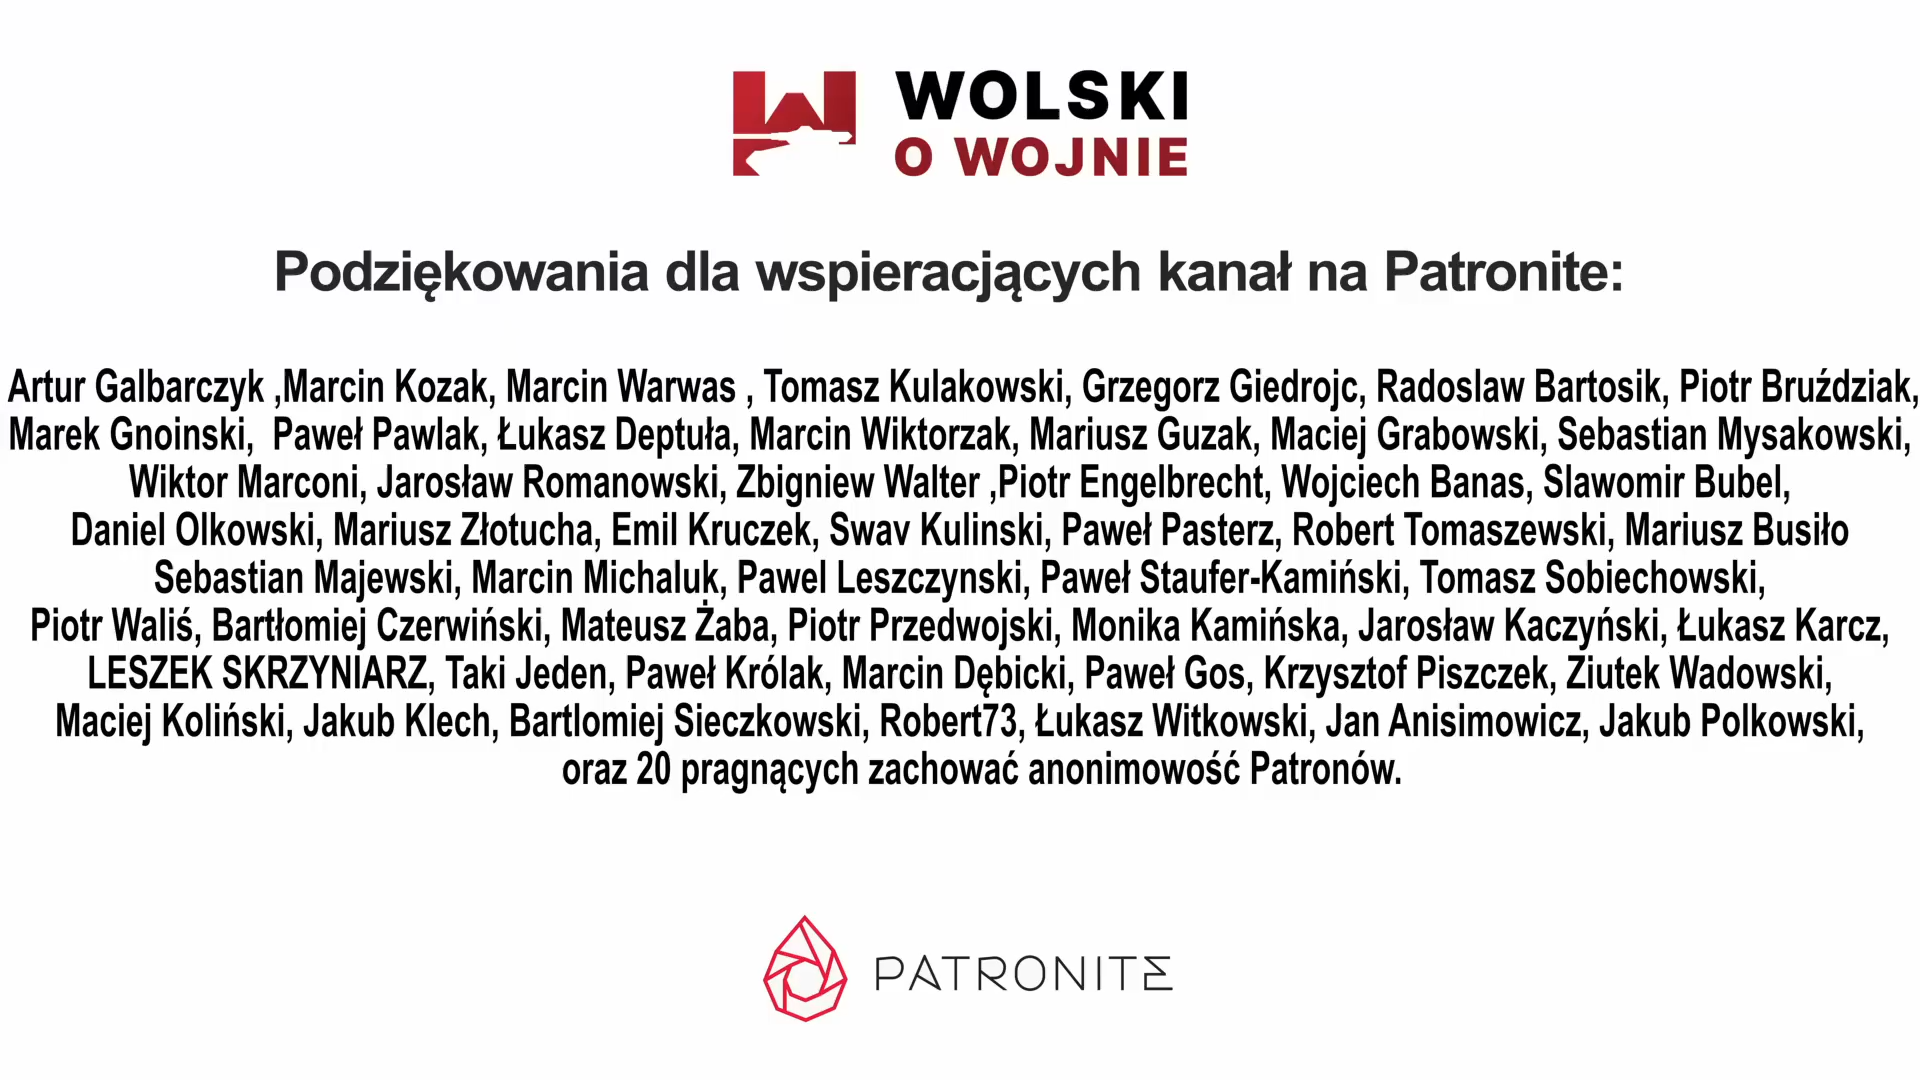 WOLSKI
O WOJNIE
Podziękowania dla wspieracjących kanał na Patronite:
Artur Galbarczyk ,Marcin Kozak, Marcin Warwas , Tomasz Kulakowski, Grzegorz Giedrojc, Radoslaw Bartosik, Piotr Bruździak,
Marek Gnoinski,  Paweł Pawlak, Łukasz Deptuła, Marcin Wiktorzak, Mariusz Guzak, Maciej Grabowski, Sebastian Mysakowski,
Wiktor Marconi, Jarosław Romanowski, Zbigniew Walter ,Piotr Engelbrecht, Wojciech Banas, Slawomir Bubel,
Daniel Olkowski, Mariusz Złotucha, Emil Kruczek, Swav Kulinski, Paweł Pasterz, Robert Tomaszewski, Mariusz Busiło
Sebastian Majewski, Marcin Michaluk, Pawel Leszczynski, Paweł Staufer-Kamiński, Tomasz Sobiechowski,
Piotr Waliś, Bartłomiej Czerwiński, Mateusz Żaba, Piotr Przedwojski, Monika Kamińska, Jarosław Kaczyński, Łukasz Karcz,
LESZEK SKRZYNIARZ, Taki Jeden, Paweł Królak, Marcin Dębicki, Paweł Gos, Krzysztof Piszczek, Ziutek Wadowski,
Maciej Koliński, Jakub Klech, Bartlomiej Sieczkowski, Robert73, Łukasz Witkowski, Jan Anisimowicz, Jakub Polkowski,
oraz 20 pragnących zachować anonimowość Patronów.
PATRONITE